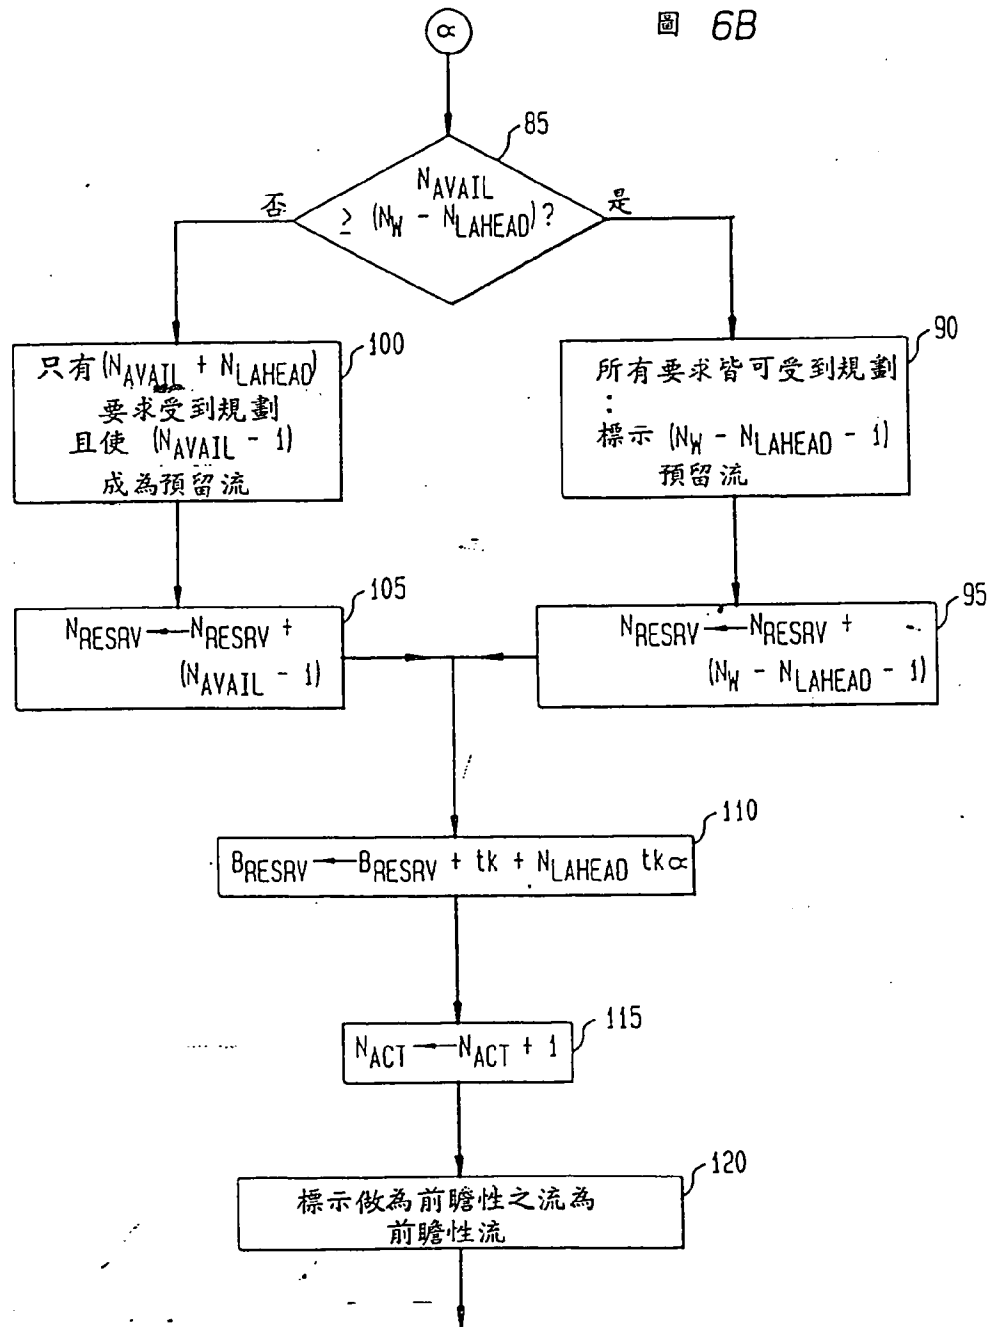 圖 6B
∝
85
N_AVAIL
≥ (N_W - N_LAHEAD)?
否
是
100
只有(N_AVAIL + N_LAHEAD)
要求受到規劃
且使 (N_AVAIL - 1)
成為預留流
90
所有要求皆可受到規劃
:
標示 (N_W - N_LAHEAD - 1)
預留流
105
N_RESRV ← N_RESRV +
(N_AVAIL - 1)
95
N_RESRV ← N_RESRV +
(N_W - N_LAHEAD - 1)
110
B_RESRV ← B_RESRV + tk + N_LAHEAD tk∝
115
N_ACT ← N_ACT + 1
120
標示做為前瞻性之流為
前瞻性流